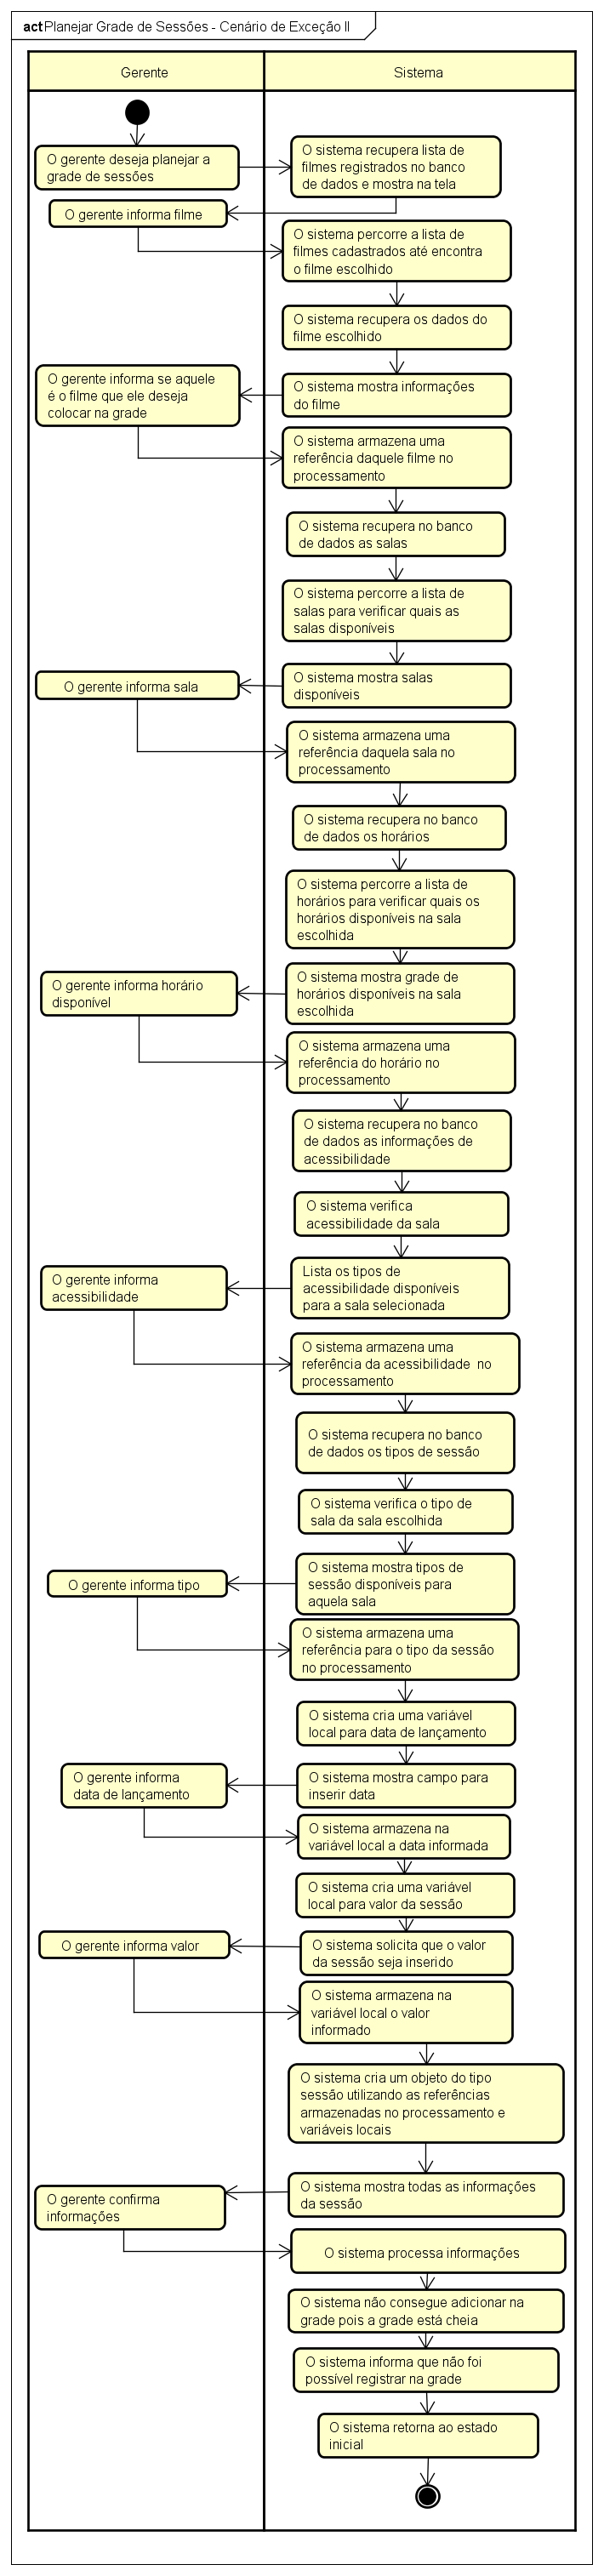 act Planejar Grade de Sessões - Cenário de Exceção II
Gerente
Sistema
O gerente deseja planejar a
grade de sessões
O sistema recupera lista de
filmes registrados no banco
de dados e mostra na tela
O gerente informa filme
O sistema percorre a lista de
filmes cadastrados até encontra
o filme escolhido
O sistema recupera os dados do
filme escolhido
O sistema mostra informações
do filme
O gerente informa se aquele
é o filme que ele deseja
colocar na grade
O sistema armazena uma
referência daquele filme no
processamento
O sistema recupera no banco
de dados as salas
O sistema percorre a lista de
salas para verificar quais as
salas disponíveis
O sistema mostra salas
disponíveis
O gerente informa sala
O sistema armazena uma
referência daquela sala no
processamento
O sistema recupera no banco
de dados os horários
O sistema percorre a lista de
horários para verificar quais os
horários disponíveis na sala
escolhida
O sistema mostra grade de
horários disponíveis na sala
escolhida
O gerente informa horário
disponível
O sistema armazena uma
referência do horário no
processamento
O sistema recupera no banco
de dados as informações de
acessibilidade
O sistema verifica
acessibilidade da sala
Lista os tipos de
acessibilidade disponíveis
para a sala selecionada
O gerente informa
acessibilidade
O sistema armazena uma
referência da acessibilidade no
processamento
O sistema recupera no banco
de dados os tipos de sessão
O sistema verifica o tipo de
sala da sala escolhida
O sistema mostra tipos de
sessão disponíveis para
aquela sala
O gerente informa tipo
O sistema armazena uma
referência para o tipo da sessão
no processamento
O sistema cria uma variável
local para data de lançamento
O sistema mostra campo para
inserir data
O gerente informa
data de lançamento
O sistema armazena na
variável local a data informada
O sistema cria uma variável
local para valor da sessão
O sistema solicita que o valor
da sessão seja inserido
O gerente informa valor
O sistema armazena na
variável local o valor
informado
O sistema cria um objeto do tipo
sessão utilizando as referências
armazenadas no processamento e
variáveis locais
O sistema mostra todas as informações
da sessão
O gerente confirma
informações
O sistema processa informações
O sistema não consegue adicionar na
grade pois a grade está cheia
O sistema informa que não foi
possível registrar na grade
O sistema retorna ao estado
inicial